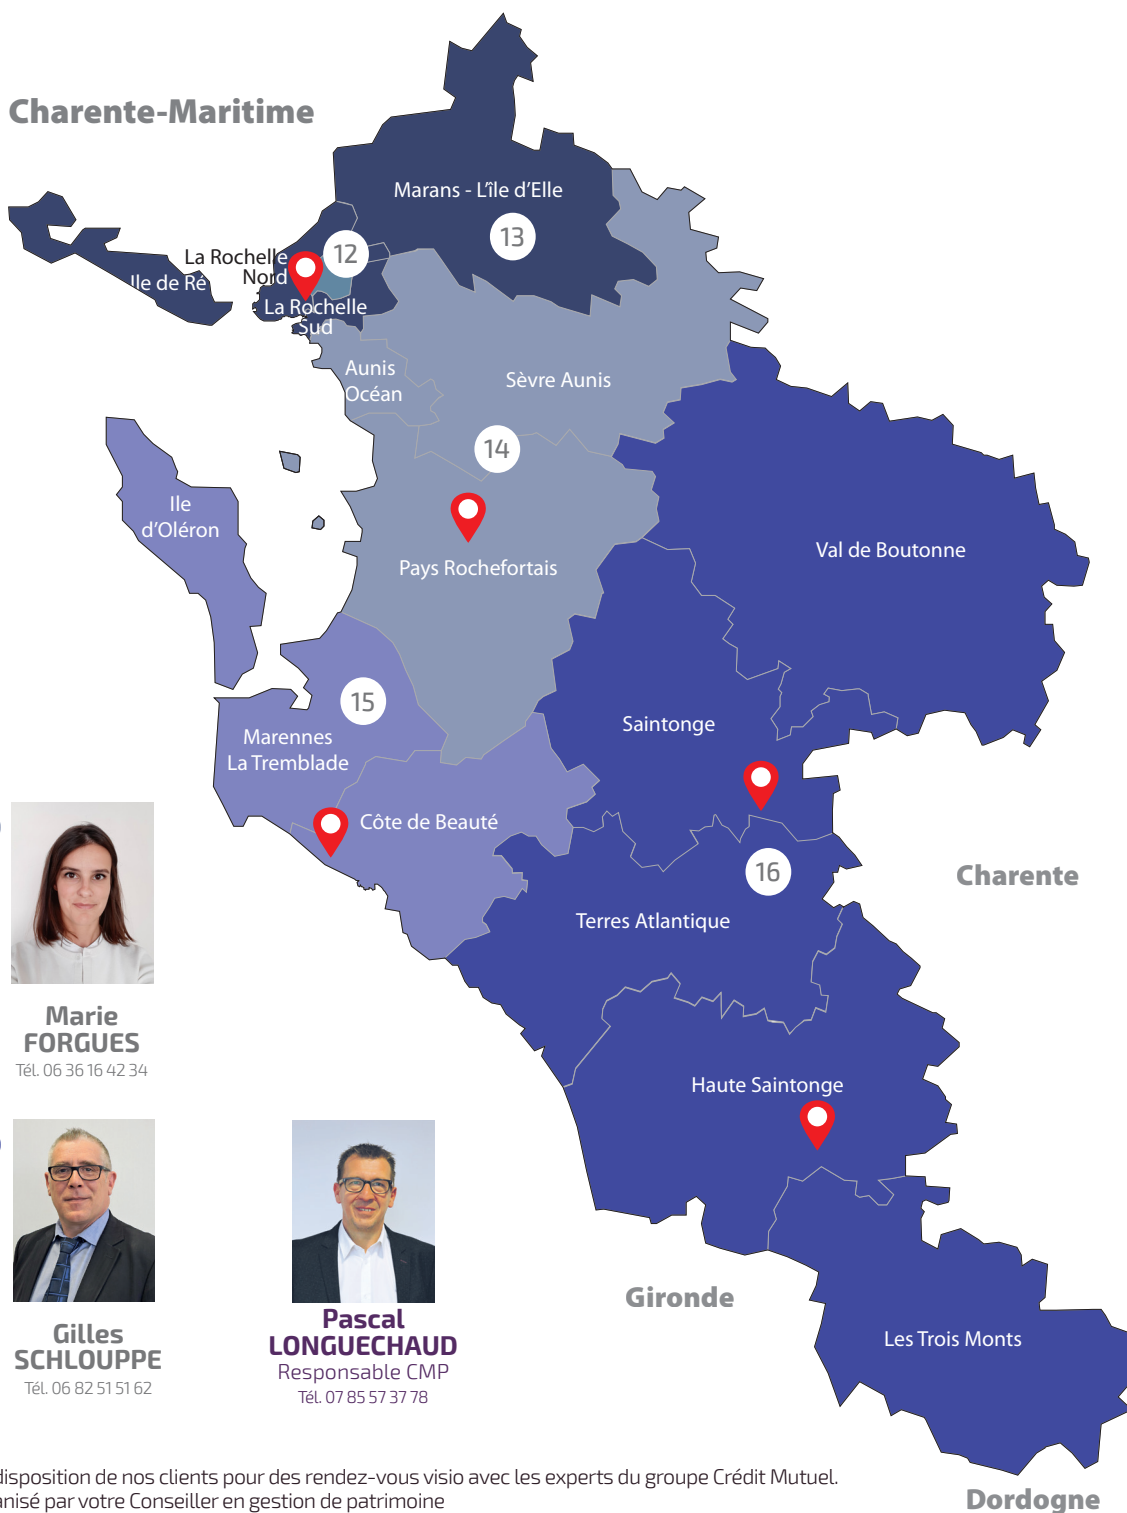 Charente-Maritime
Marans - L'île d'Elle
13
12
La Rochelle
Nord
Ile de Ré
La Rochelle
Sud
Aunis
Océan
Sèvre Aunis
14
Ile
d'Oléron
Val de Boutonne
Pays Rochefortais
15
Saintonge
Marennes
La Tremblade
Côte de Beauté
16
Charente
Terres Atlantique
Marie
FORGUES
Tél. 06 36 16 42 34
Haute Saintonge
Gironde
Gilles
SCHLOUPPE
Tél. 06 82 51 51 62
Pascal
LONGUECHAUD
Responsable CMP
Tél. 07 85 57 37 78
Les Trois Monts
disposition de nos clients pour des rendez-vous visio avec les experts du groupe Crédit Mutuel.
anisé par votre Conseiller en gestion de patrimoine
Dordogne